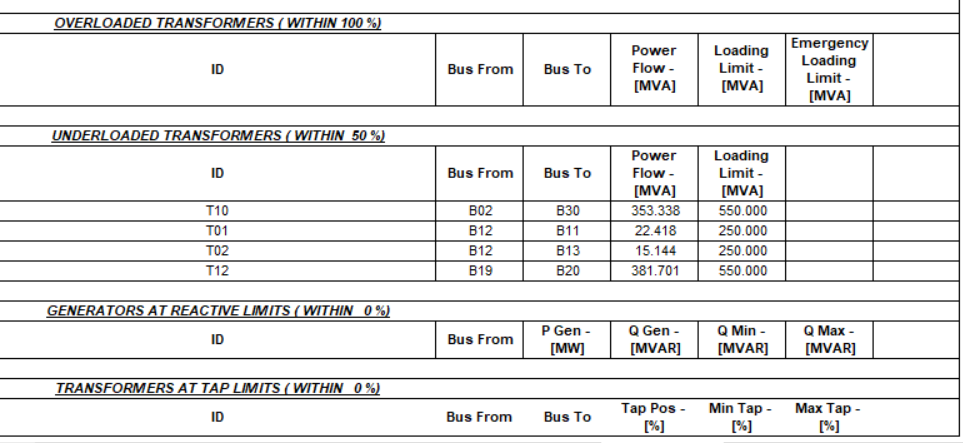 OVERLOADED TRANSFORMERS ( WITHIN 100 %)
ID Bus From Bus To Power Flow - [MVA] Loading Limit - [MVA] Emergency Loading Limit - [MVA]
UNDERLOADED TRANSFORMERS ( WITHIN 50 %)
ID Bus From Bus To Power Flow - [MVA] Loading Limit - [MVA]
T10 B02 B30 353.338 550.000
T01 B12 B11 22.418 250.000
T02 B12 B13 15.144 250.000
T12 B19 B20 381.701 550.000
GENERATORS AT REACTIVE LIMITS ( WITHIN 0 %)
ID Bus From P Gen - [MW] Q Gen - [MVAR] Q Min - [MVAR] Q Max - [MVAR]
TRANSFORMERS AT TAP LIMITS ( WITHIN 0 %)
ID Bus From Bus To Tap Pos - [%] Min Tap - [%] Max Tap - [%]